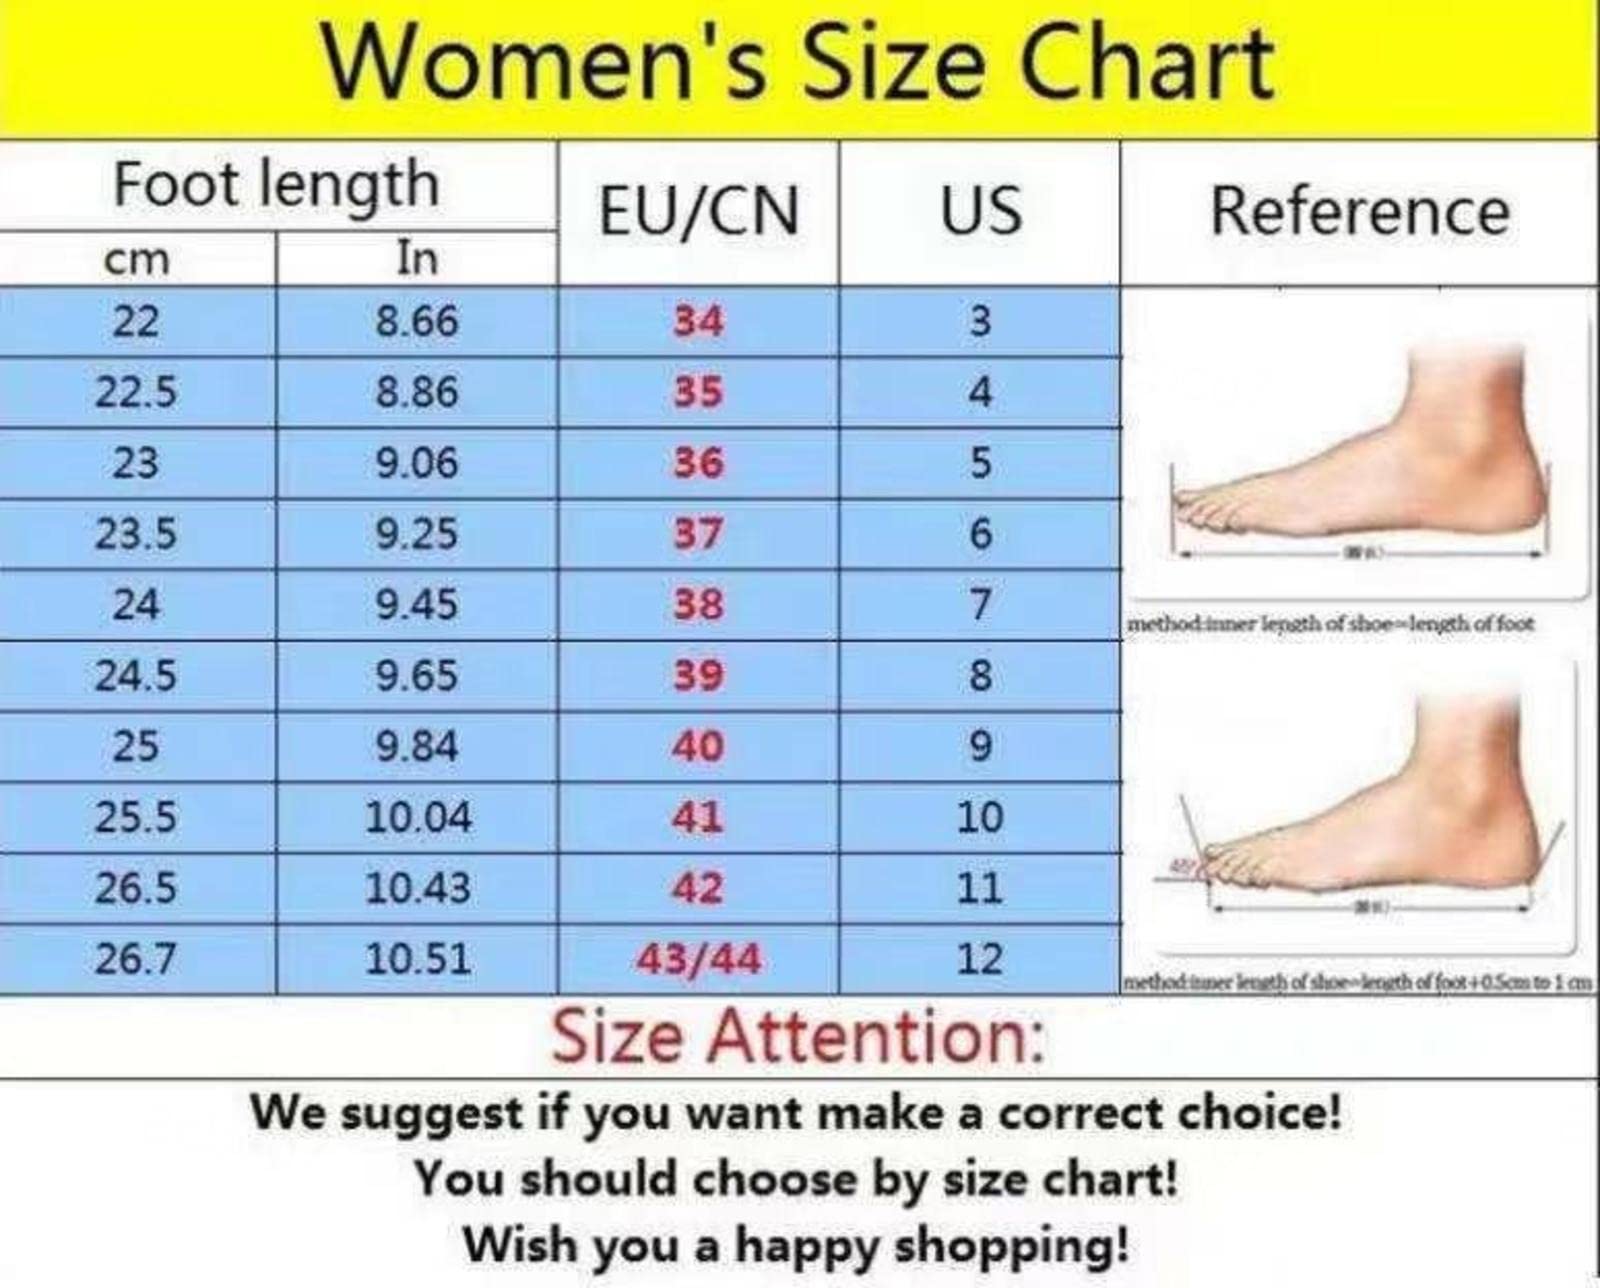 Women's Size Chart
Foot length EU/CN US Reference
cm In
22 8.66 34 3
22.5 8.86 35 4
23 9.06 36 5
23.5 9.25 37 6
24 9.45 38 7
24.5 9.65 39 8
25 9.84 40 9
25.5 10.04 41 10
26.5 10.43 42 11
26.7 10.51 43/44 12
method:inner length of shoe=length of foot
method:inner length of shoe=length of foot+0.5cm to 1 cm
Size Attention:
We suggest if you want make a correct choice!
You should choose by size chart!
Wish you a happy shopping!